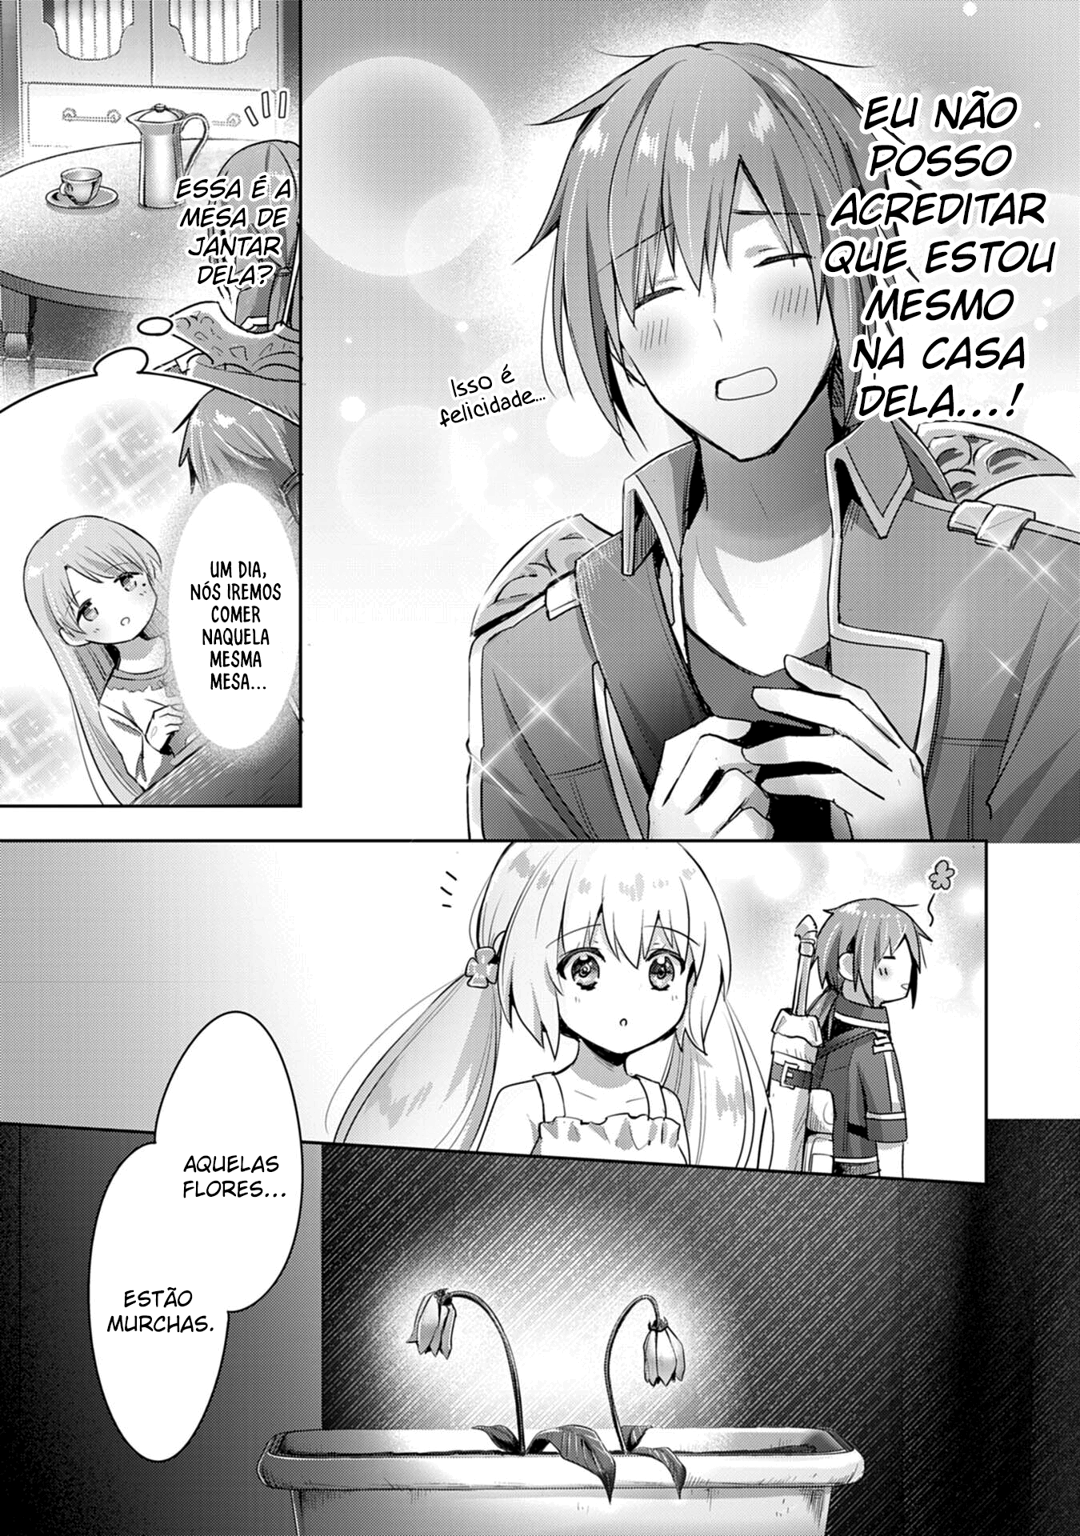 EU NÃO
POSSO
ACREDITAR
QUE ESTOU
MESMO
NA CASA
DELA...!
Isso é
felicidade...
ESSA É A
MESA DE
JANTAR
DELA?
UM DIA,
NÓS IREMOS
COMER
NAQUELA
MESMA
MESA...
AQUELAS
FLORES...
ESTÃO
MURCHAS.